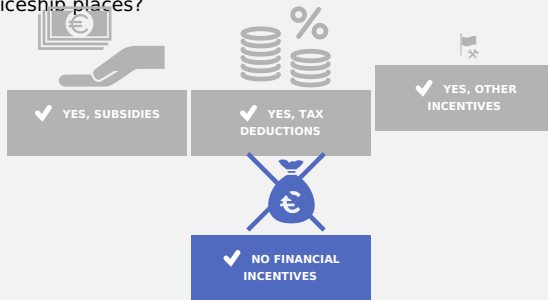 iceship places?
YES, SUBSIDIES
YES, TAX
DEDUCTIONS
YES, OTHER
INCENTIVES
NO FINANCIAL
INCENTIVES